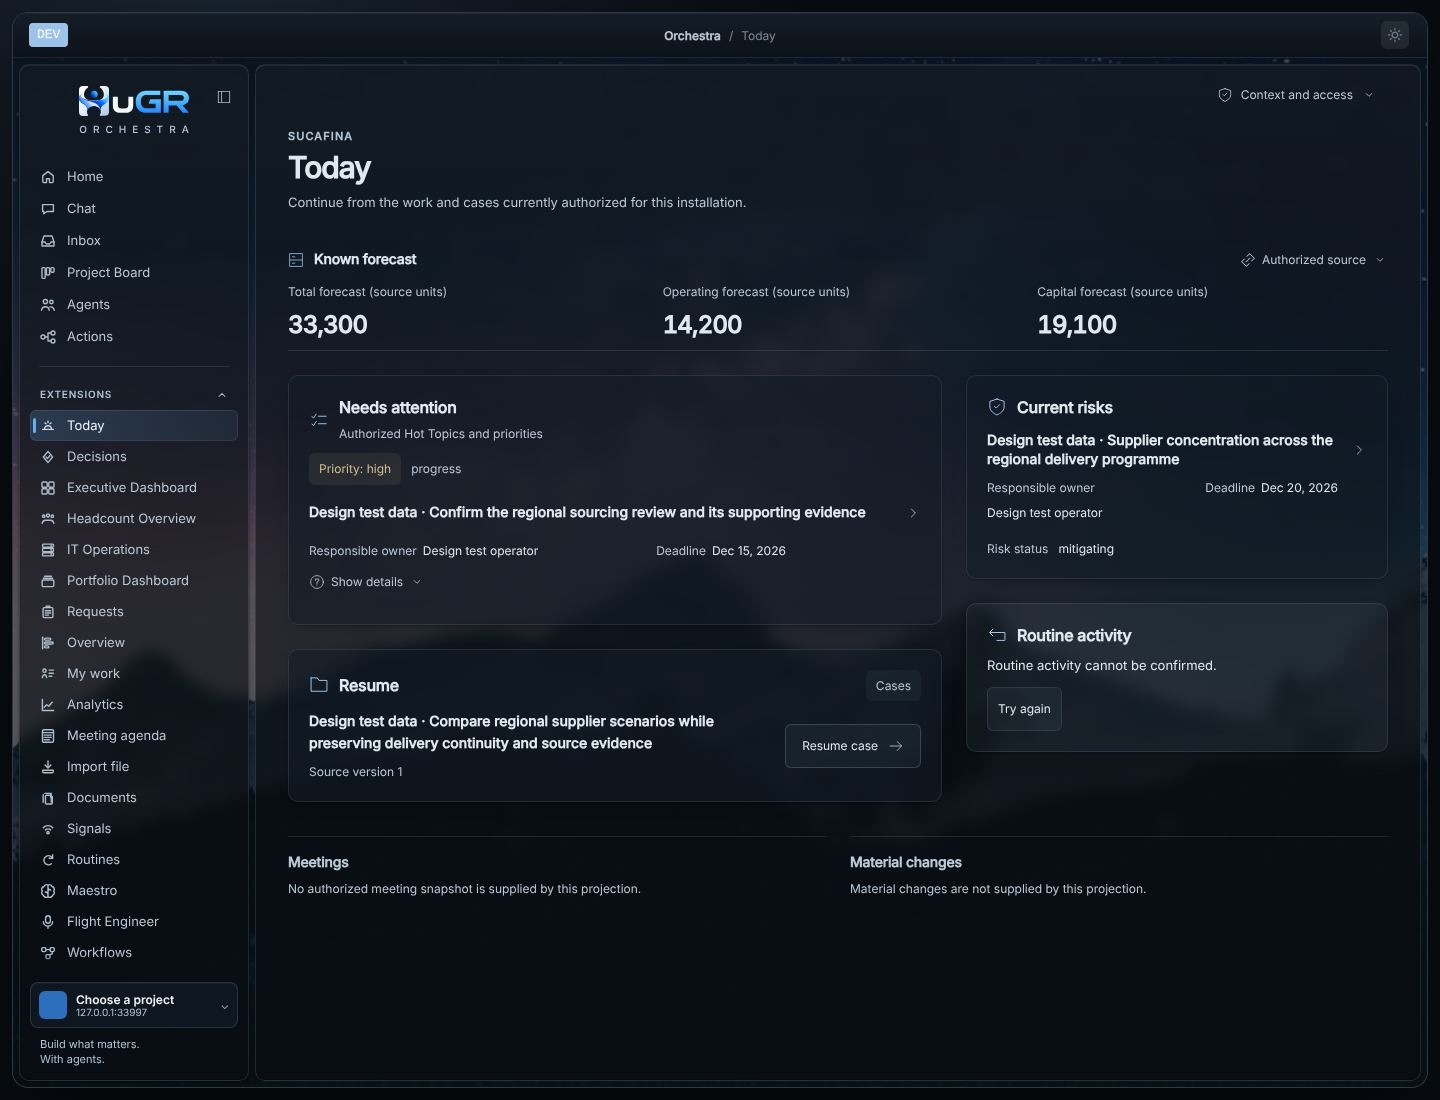 DEV
Orchestra / Today
HuGR
ORCHESTRA
Home
Chat
Inbox
Project Board
Agents
Actions
EXTENSIONS
Today
Decisions
Executive Dashboard
Headcount Overview
IT Operations
Portfolio Dashboard
Requests
Overview
My work
Analytics
Meeting agenda
Import file
Documents
Signals
Routines
Maestro
Flight Engineer
Workflows
Choose a project
127.0.0.1:33997
Build what matters.
With agents.
Context and access
SUCAFINA
Today
Continue from the work and cases currently authorized for this installation.
Known forecast
Authorized source
Total forecast (source units)
33,300
Operating forecast (source units)
14,200
Capital forecast (source units)
19,100
Needs attention
Authorized Hot Topics and priorities
Priority: high progress
Design test data · Confirm the regional sourcing review and its supporting evidence
Responsible owner Design test operator Deadline Dec 15, 2026
Show details
Current risks
Design test data · Supplier concentration across the
regional delivery programme
Responsible owner Deadline Dec 20, 2026
Design test operator
Risk status mitigating
Resume
Cases
Design test data · Compare regional supplier scenarios while
preserving delivery continuity and source evidence
Source version 1
Resume case
Routine activity
Routine activity cannot be confirmed.
Try again
Meetings
No authorized meeting snapshot is supplied by this projection.
Material changes
Material changes are not supplied by this projection.